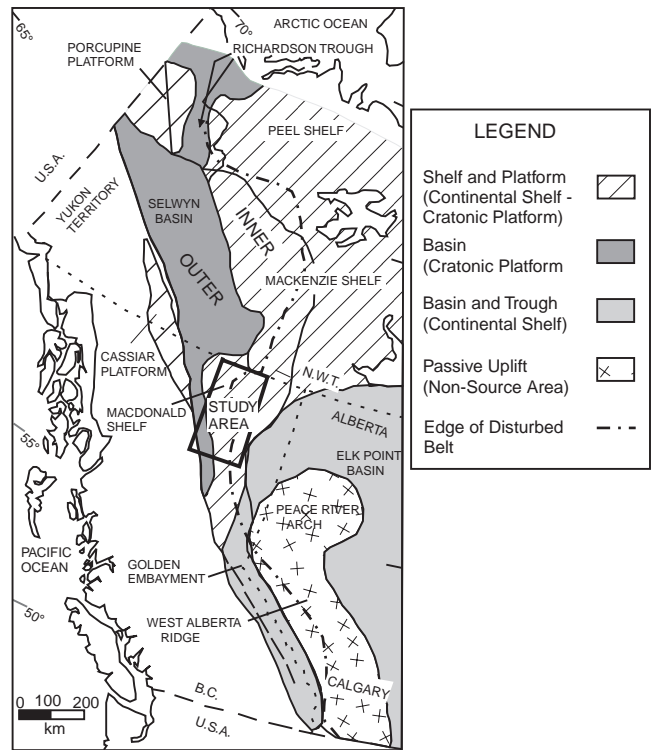 65°
70°
ARCTIC OCEAN
PORCUPINE
PLATFORM
RICHARDSON TROUGH
PEEL SHELF
U.S.A.
YUKON
TERRITORY
SELWYN
BASIN
INNER
OUTER
MACKENZIE SHELF
CASSIAR
PLATFORM
N.W.T.
MACDONALD
SHELF
STUDY
AREA
ALBERTA
55°
ELK POINT
BASIN
PEACE RIVER
ARCH
PACIFIC
OCEAN
GOLDEN
EMBAYMENT
50°
WEST ALBERTA
RIDGE
CALGARY
B.C.
U.S.A.
0 100 200
km
LEGEND
Shelf and Platform
(Continental Shelf -
Cratonic Platform)
Basin
(Cratonic Platform
Basin and Trough
(Continental Shelf)
Passive Uplift
(Non-Source Area)
Edge of Disturbed
Belt